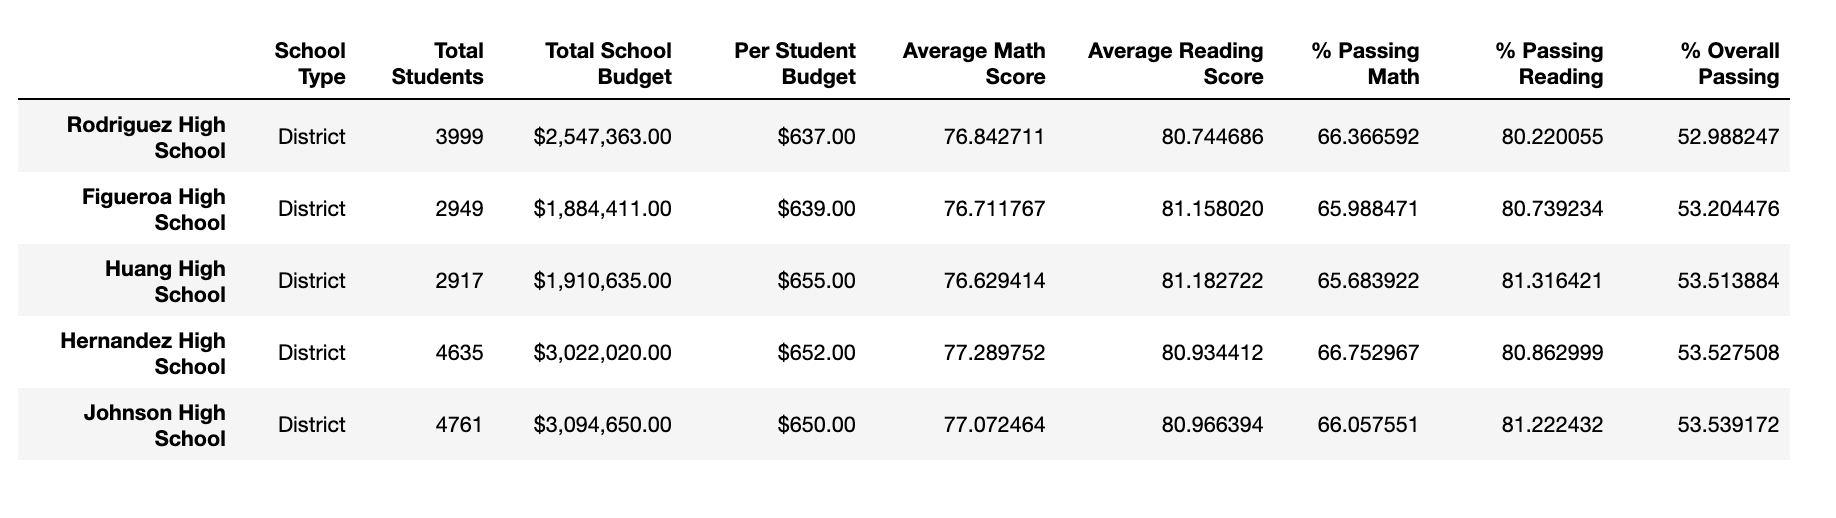 School Type Total Students Total School Budget Per Student Budget Average Math Score Average Reading Score % Passing Math % Passing Reading % Overall Passing
Rodriguez High School District 3999 $2,547,363.00 $637.00 76.842711 80.744686 66.366592 80.220055 52.988247
Figueroa High School District 2949 $1,884,411.00 $639.00 76.711767 81.158020 65.988471 80.739234 53.204476
Huang High School District 2917 $1,910,635.00 $655.00 76.629414 81.182722 65.683922 81.316421 53.513884
Hernandez High School District 4635 $3,022,020.00 $652.00 77.289752 80.934412 66.752967 80.862999 53.527508
Johnson High School District 4761 $3,094,650.00 $650.00 77.072464 80.966394 66.057551 81.222432 53.539172